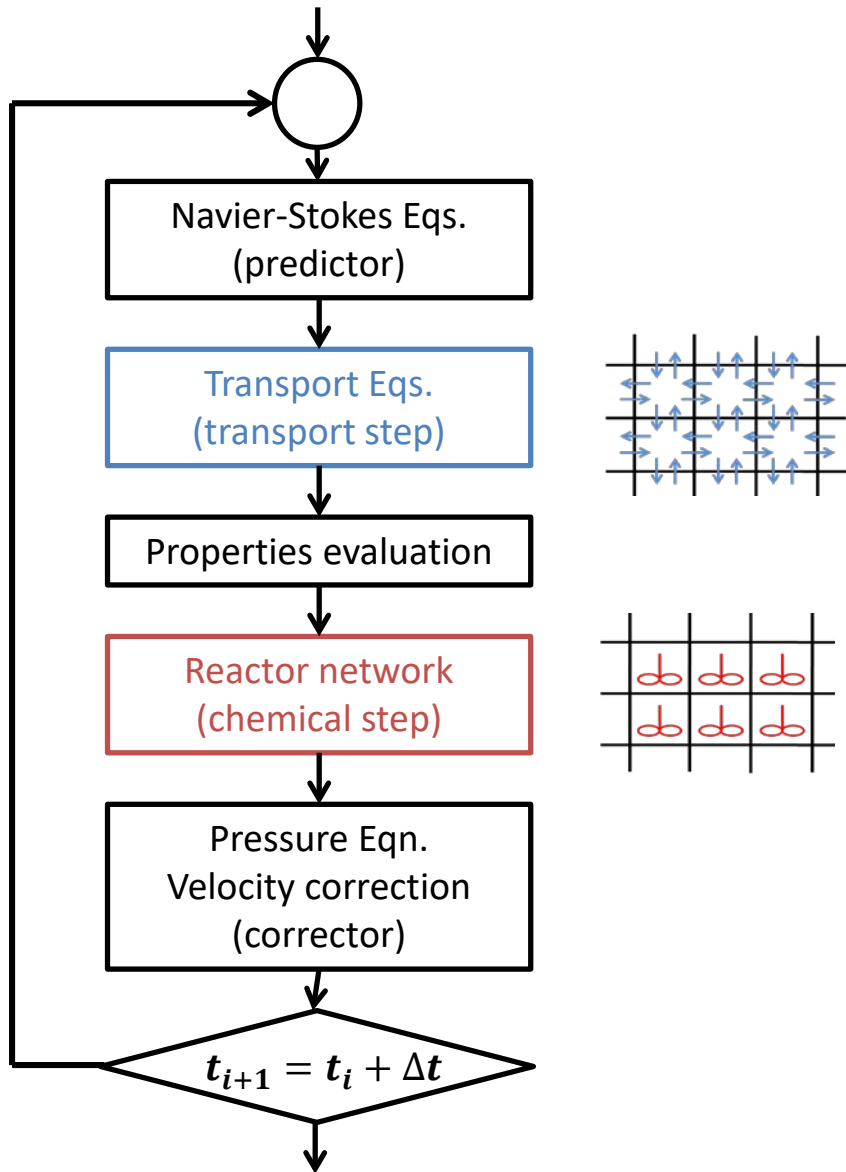 Navier-Stokes Eqs.
(predictor)
Transport Eqs.
(transport step)
Properties evaluation
Reactor network
(chemical step)
Pressure Eqn.
Velocity correction
(corrector)
t_{i+1} = t_i + Δt